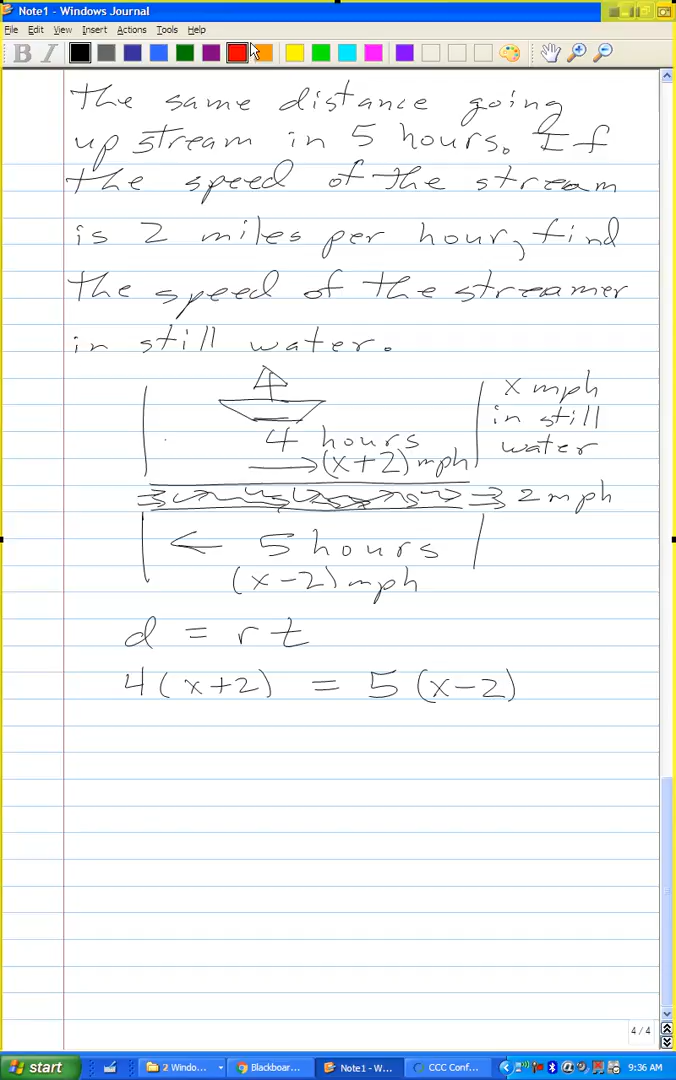 Note1 - Windows Journal
File Edit View Insert Actions Tools Help
B I
the same distance going
up stream in 5 hours. If
the speed of the stream
is 2 miles per hour, find
the speed of the streamer
in still water.
x mph
in still
water
4 hours
(x+2) mph
2 mph
← 5 hours
(x-2) mph
d = r t
4(x+2) = 5(x-2)
4 / 4
start 2 Windo... Blackboar... Note1 - W... CCC Conf... 9:36 AM